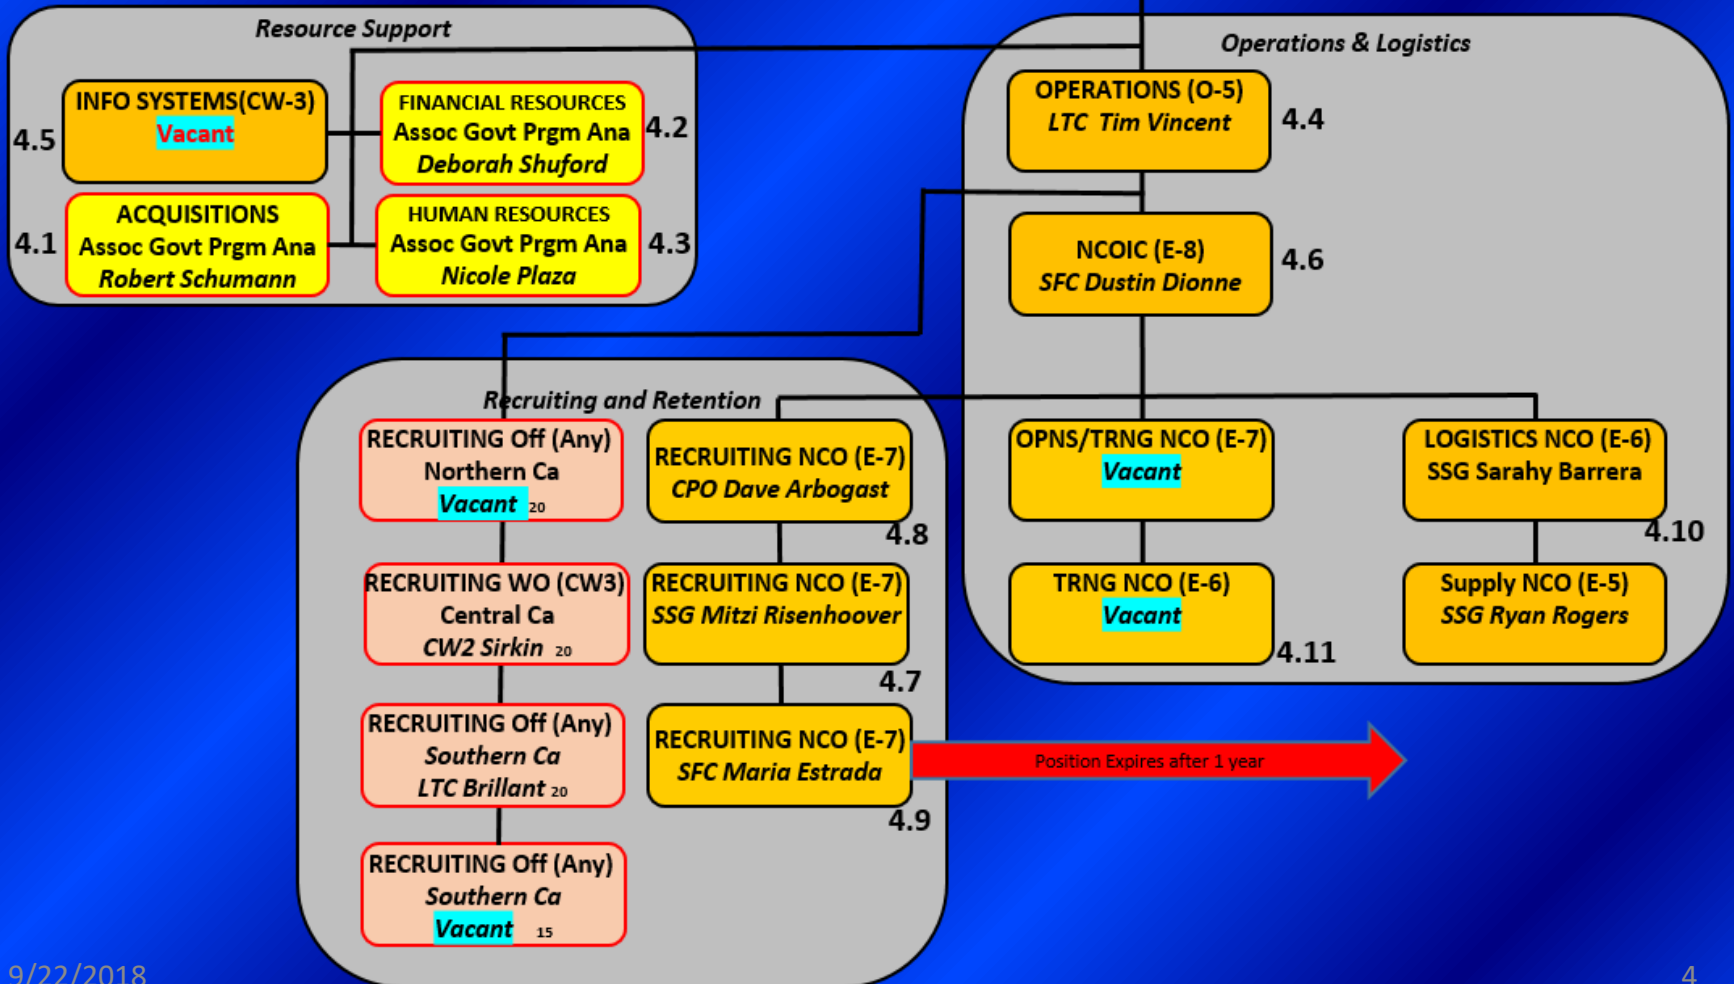 Resource Support
INFO SYSTEMS(CW-3)
Vacant
4.5
FINANCIAL RESOURCES
Assoc Govt Prgm Ana
Deborah Shuford
4.2
ACQUISITIONS
Assoc Govt Prgm Ana
Robert Schumann
4.1
HUMAN RESOURCES
Assoc Govt Prgm Ana
Nicole Plaza
4.3
Operations & Logistics
OPERATIONS (O-5)
LTC Tim Vincent
4.4
NCOIC (E-8)
SFC Dustin Dionne
4.6
Recruiting and Retention
RECRUITING Off (Any)
Northern Ca
Vacant 20
RECRUITING NCO (E-7)
CPO Dave Arbogast
4.8
OPNS/TRNG NCO (E-7)
Vacant
LOGISTICS NCO (E-6)
SSG Sarahy Barrera
4.10
RECRUITING WO (CW3)
Central Ca
CW2 Sirkin 20
RECRUITING NCO (E-7)
SSG Mitzi Risenhoover
4.7
TRNG NCO (E-6)
Vacant
4.11
Supply NCO (E-5)
SSG Ryan Rogers
RECRUITING Off (Any)
Southern Ca
LTC Brillant 20
RECRUITING NCO (E-7)
SFC Maria Estrada
4.9
Position Expires after 1 year
RECRUITING Off (Any)
Southern Ca
Vacant 15
9/22/2018
4